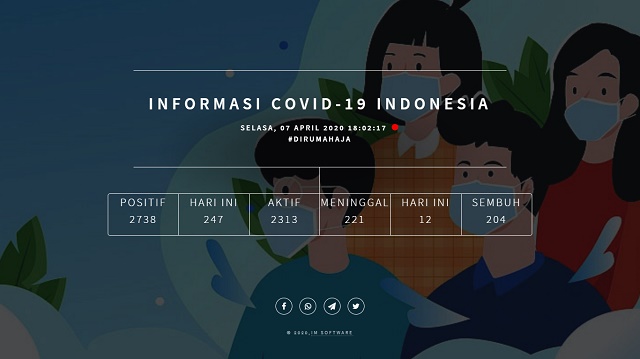 INFORMASI COVID-19 INDONESIA
SELASA, 07 APRIL 2020 18:02:17
#DIRUMAHAJA
POSITIF HARI INI AKTIF MENINGGAL HARI INI SEMBUH
2738 247 2313 221 12 204
© 2020,IM SOFTWARE